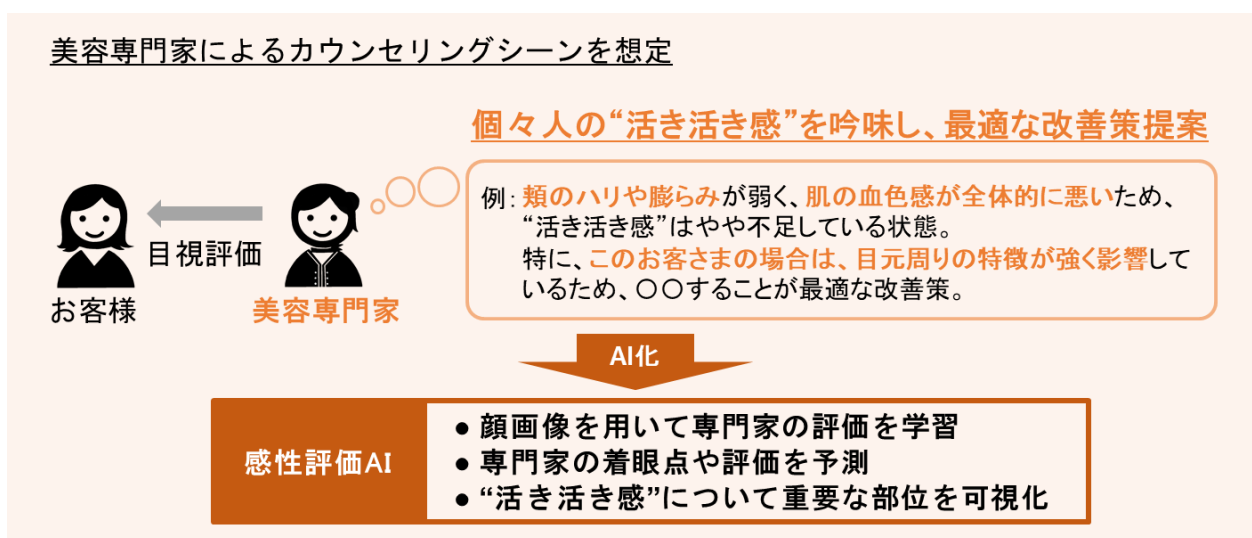 美容専門家によるカウンセリングシーンを想定
個々人の“活き活き感”を吟味し、最適な改善策提案
例：頬のハリや膨らみが弱く、肌の血色感が全体的に悪いため、
“活き活き感”はやや不足している状態。
特に、このお客さまの場合は、目元周りの特徴が強く影響して
いるため、〇〇することが最適な改善策。
目視評価
お客様
美容専門家
AI化
感性評価AI
● 顔画像を用いて専門家の評価を学習
● 専門家の着眼点や評価を予測
● “活き活き感”について重要な部位を可視化